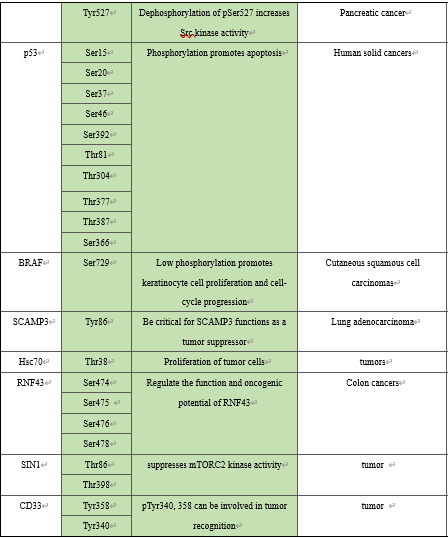 Tyr527 Dephosphorylation of pSer527 increases Pancreatic cancer
Src kinase activity
p53 Ser15 Phosphorylation promotes apoptosis Human solid cancers
Ser20
Ser37
Ser46
Ser392
Thr81
Thr304
Thr377
Thr387
Ser366
BRAF Ser729 Low phosphorylation promotes Cutaneous squamous cell
keratinocyte cell proliferation and cell- carcinomas
cycle progression
SCAMP3 Tyr86 Be critical for SCAMP3 functions as a Lung adenocarcinoma
tumor suppressor
Hsc70 Thr38 Proliferation of tumor cells tumors
RNF43 Ser474 Regulate the function and oncogenic Colon cancers
Ser475 potential of RNF43
Ser476
Ser478
SIN1 Thr86 suppresses mTORC2 kinase activity tumor
Thr398
CD33 Tyr358 pTyr340, 358 can be involved in tumor tumor
Tyr340 recognition